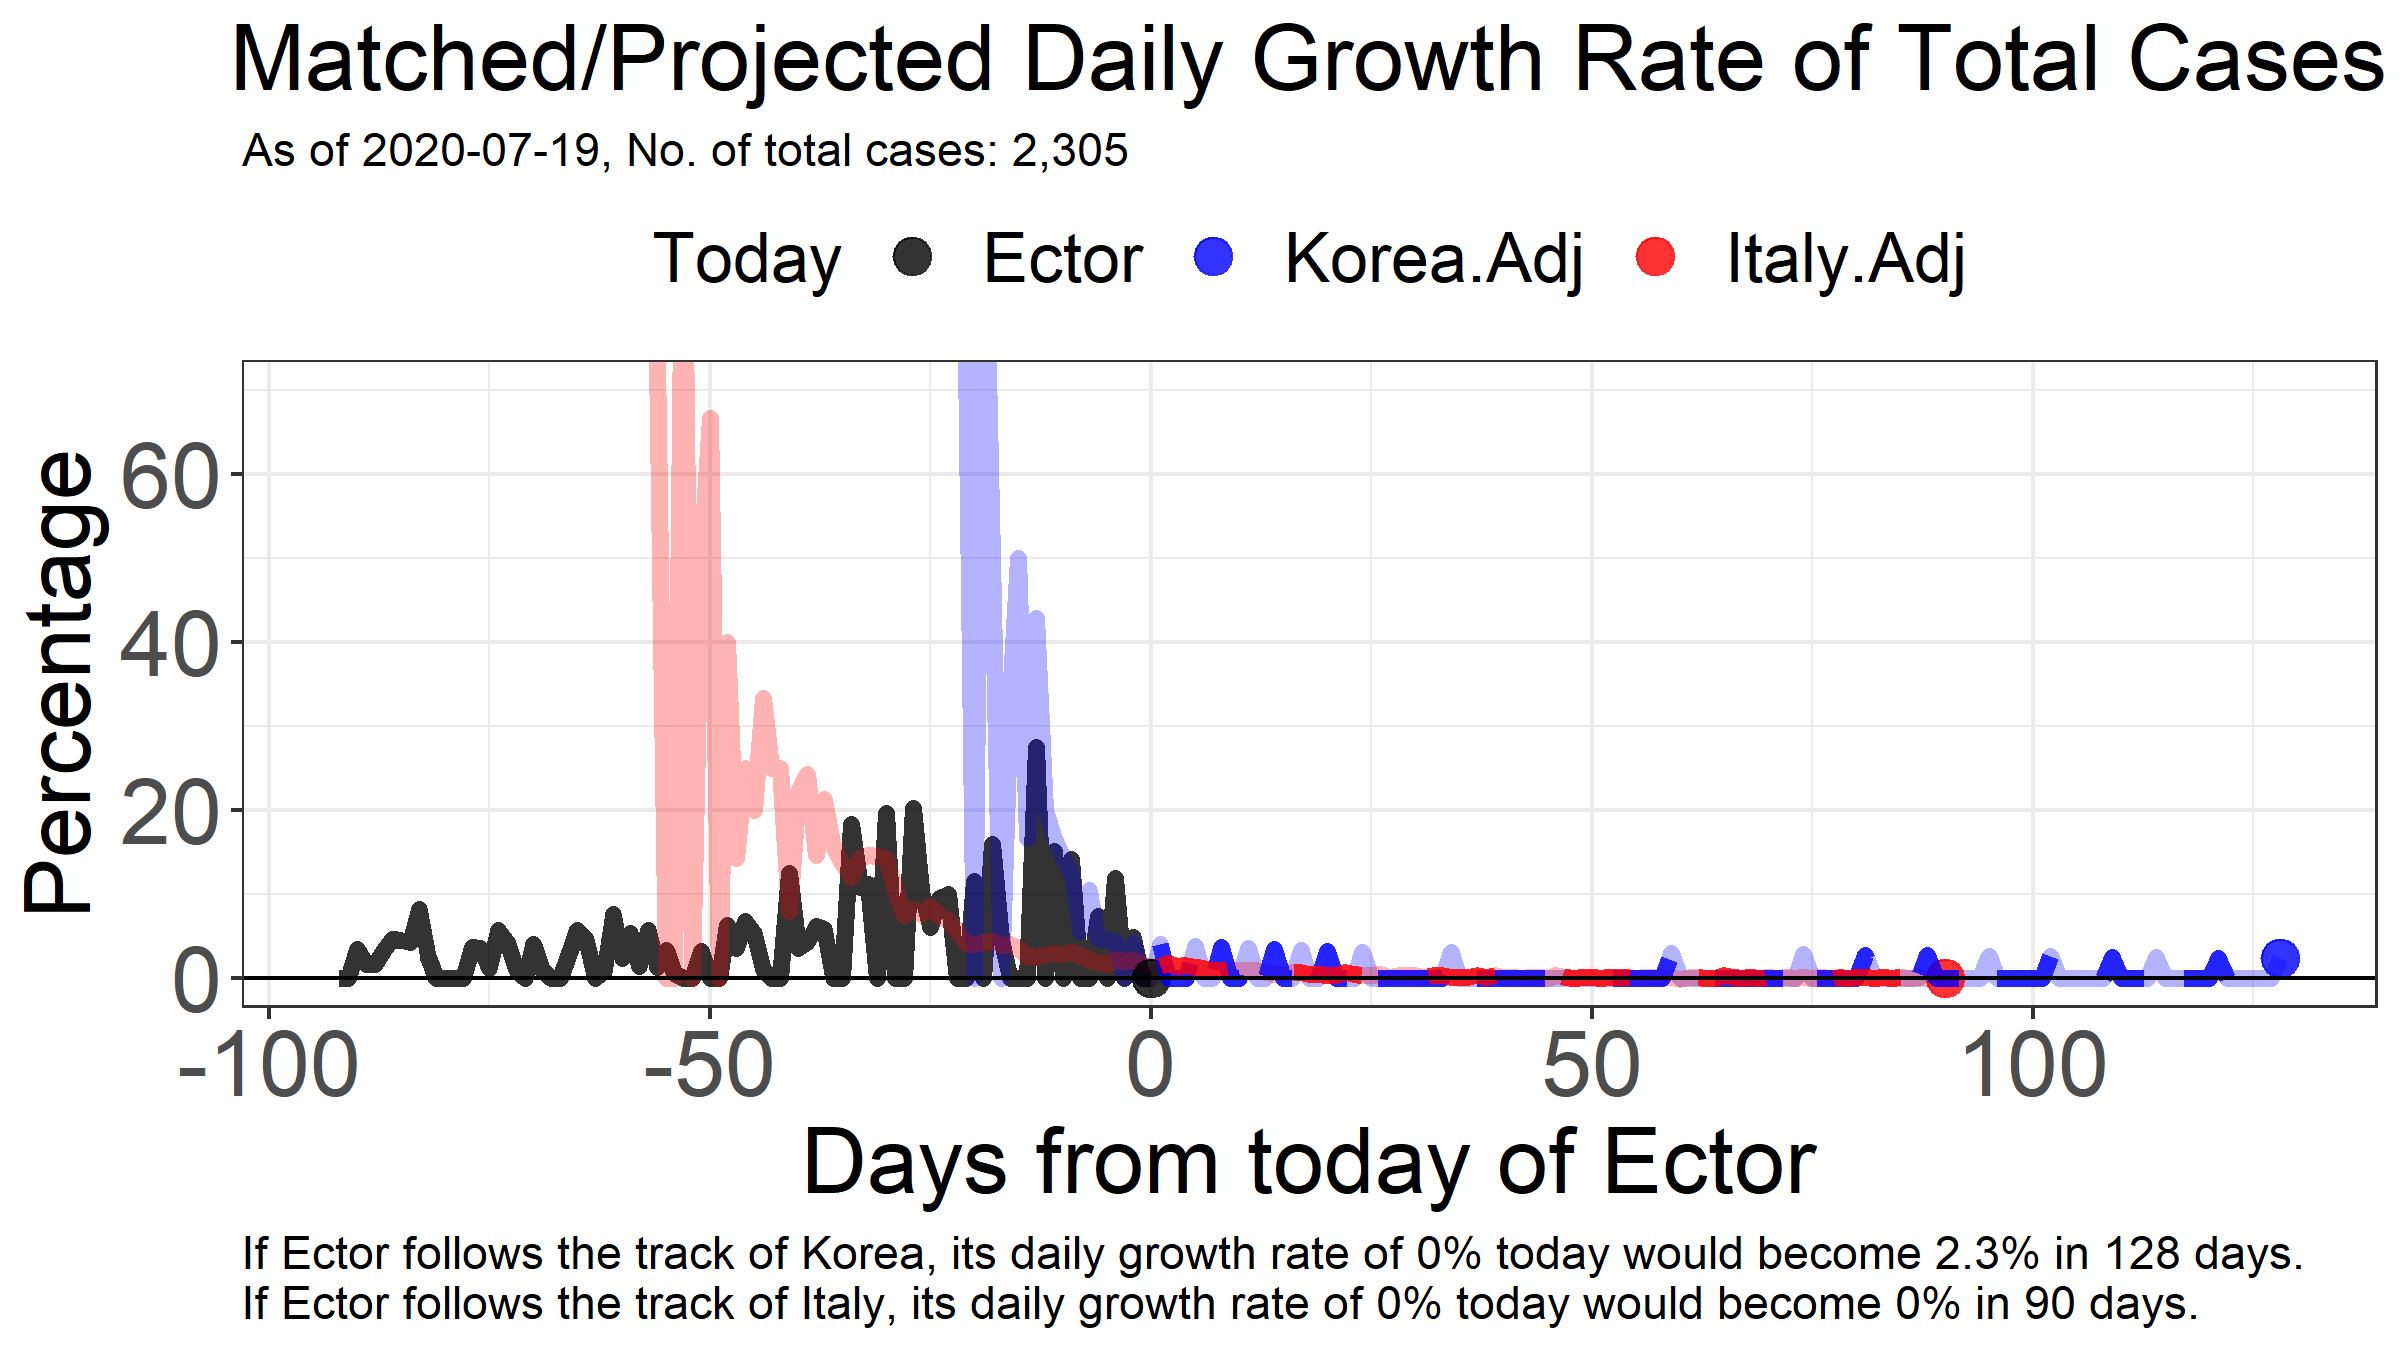 Matched/Projected Daily Growth Rate of Total Cases
As of 2020-07-19, No. of total cases: 2,305
Today Ector Korea.Adj Italy.Adj
Percentage
60
40
20
0
-100 -50 0 50 100
Days from today of Ector
If Ector follows the track of Korea, its daily growth rate of 0% today would become 2.3% in 128 days.
If Ector follows the track of Italy, its daily growth rate of 0% today would become 0% in 90 days.